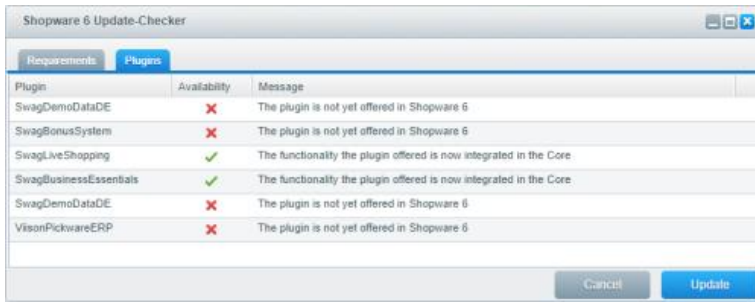 Shopware 6 Update-Checker
Requirements Plugins
Plugin Availability Message
SwagDemoDataDE The plugin is not yet offered in Shopware 6
SwagBonusSystem The plugin is not yet offered in Shopware 6
SwagLiveShopping The functionality the plugin offered is now integrated in the Core
SwagBusinessEssentials The functionality the plugin offered is now integrated in the Core
SwagDemoDataDE The plugin is not yet offered in Shopware 6
ViisonPickwareERP The plugin is not yet offered in Shopware 6
Cancel Update